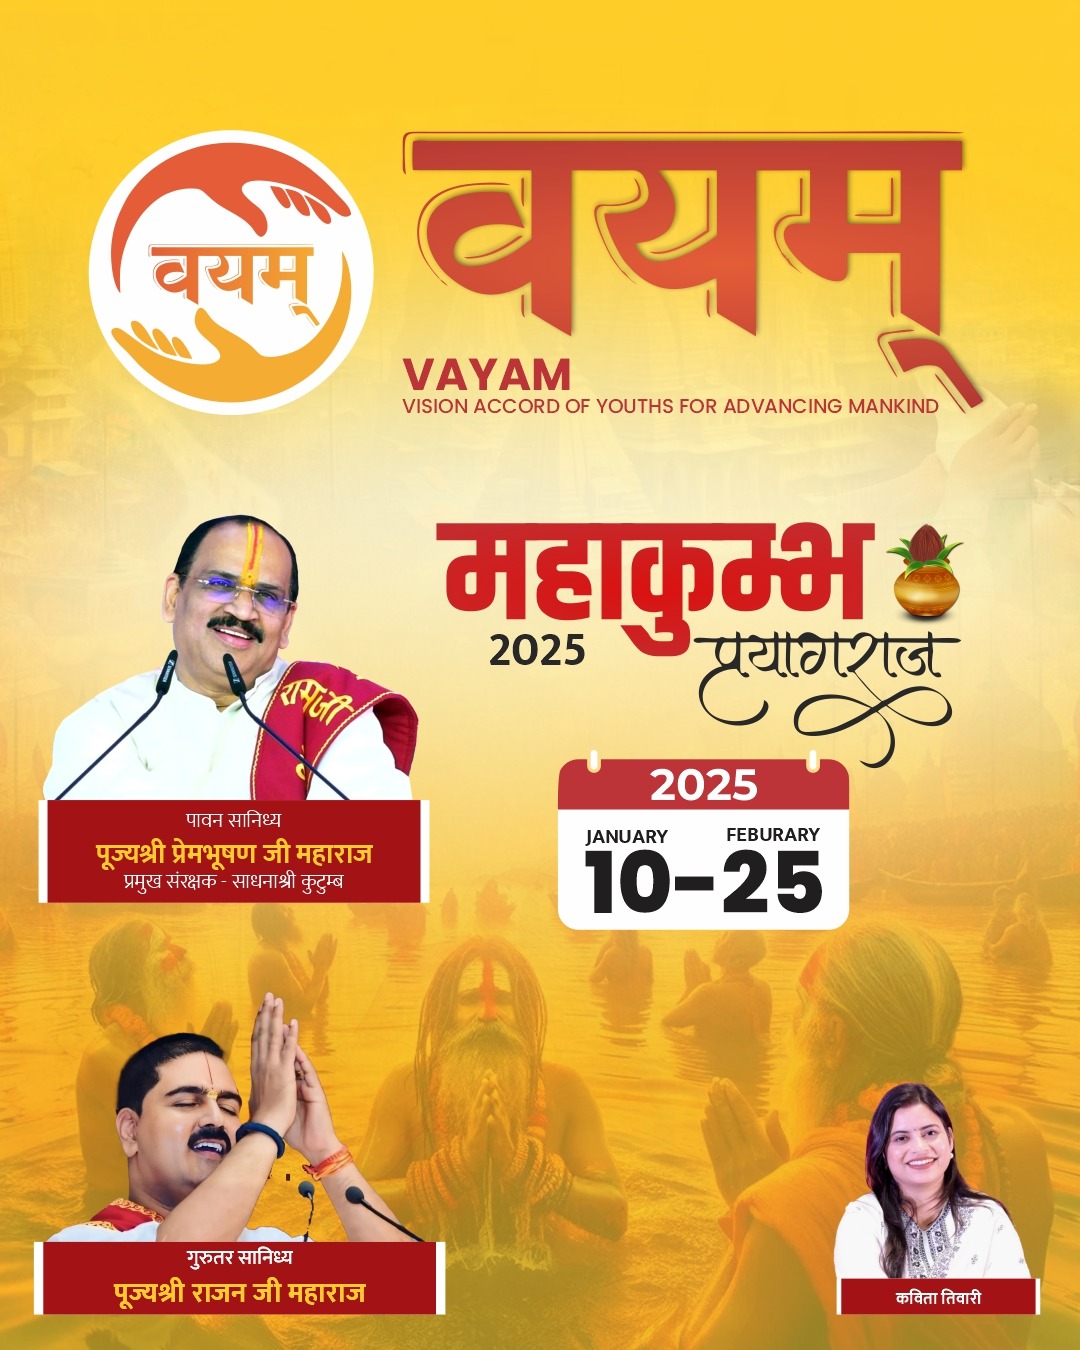 वयम्
वयम्
VAYAM
VISION ACCORD OF YOUTHS FOR ADVANCING MANKIND
महाकुम्भ
2025 प्रयागराज
रामजी
2025
JANUARY FEBURARY
10-25
पावन सानिध्य
पूज्यश्री प्रेमभूषण जी महाराज
प्रमुख संरक्षक - साधनाश्री कुटुम्ब
गुरुतर सानिध्य
पूज्यश्री राजन जी महाराज
कविता तिवारी